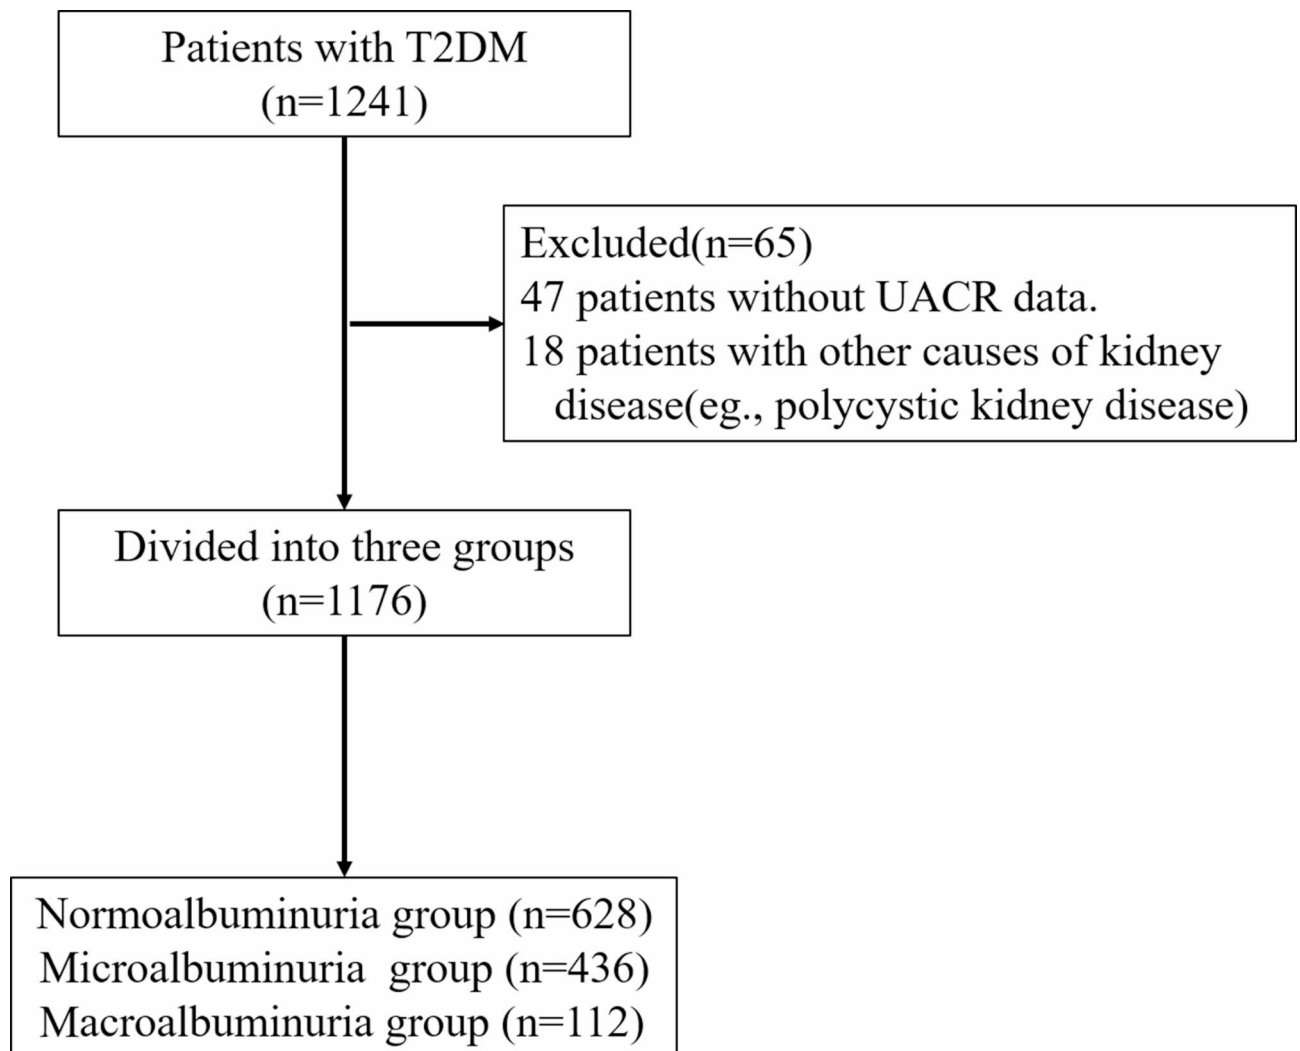 Patients with T2DM
(n=1241)
Excluded(n=65)
47 patients without UACR data.
18 patients with other causes of kidney
disease(eg., polycystic kidney disease)
Divided into three groups
(n=1176)
Normoalbuminuria group (n=628)
Microalbuminuria  group (n=436)
Macroalbuminuria group (n=112)